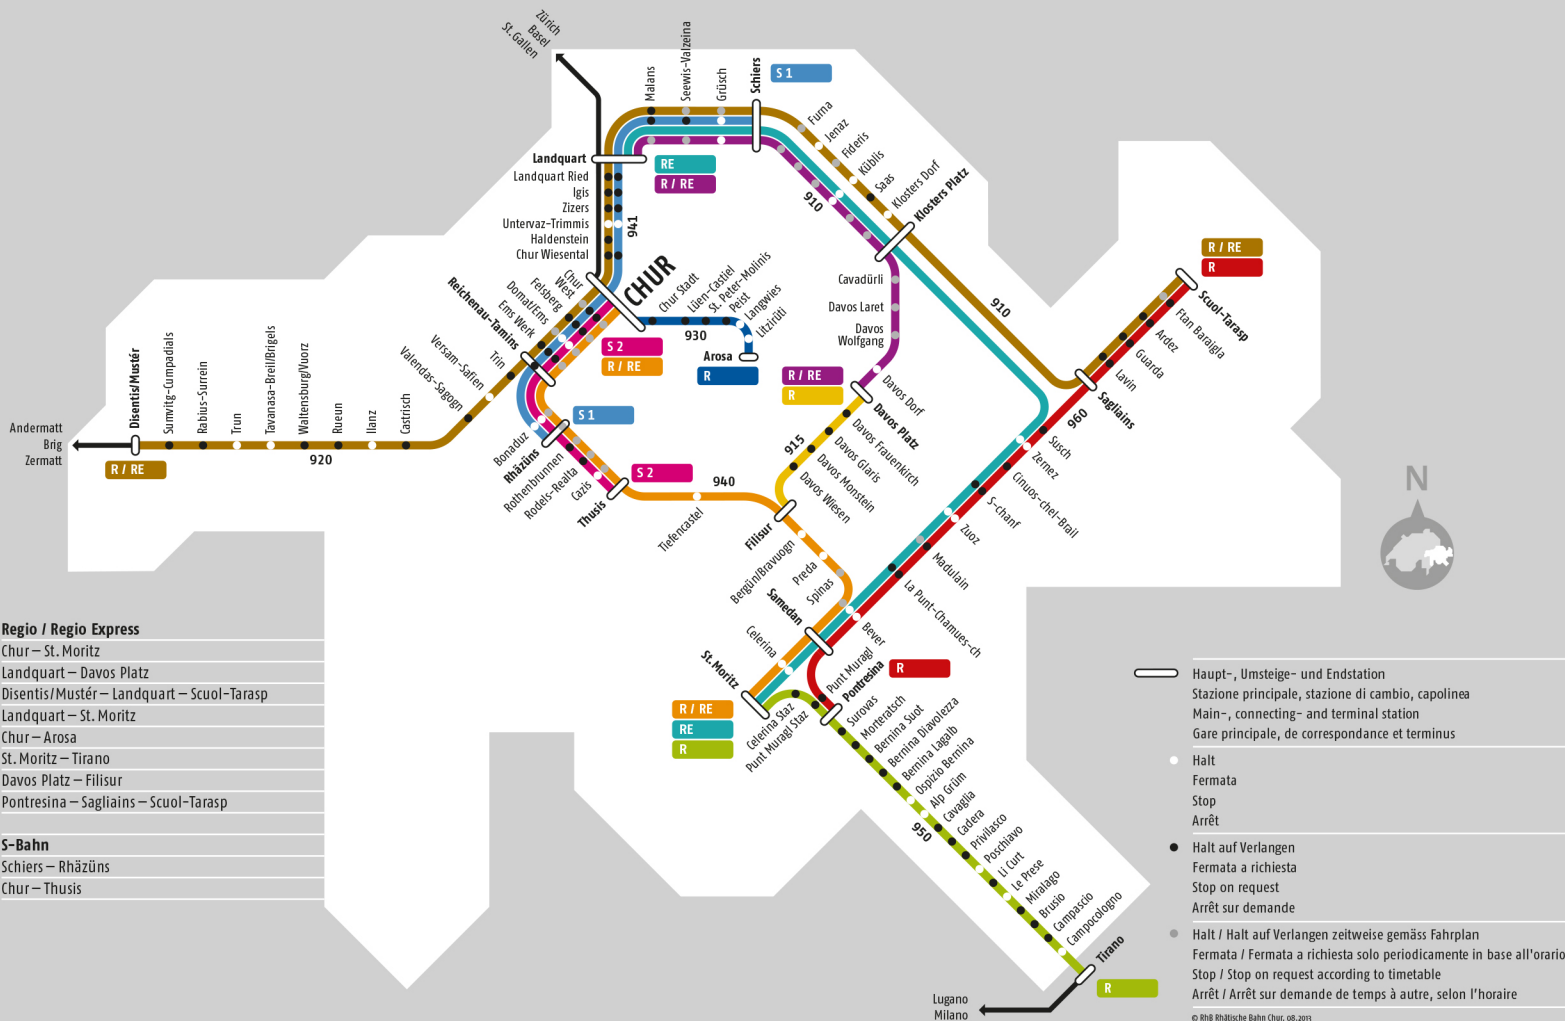 Zürich
Basel
St. Gallen
Malans
Seewis-Valzeina
Grüsch
Schiers
S 1
Furna
Jenaz
Fideris
Küblis
Saas
Klosters Dorf
Klosters Platz
910
910
Landquart
RE
R / RE
Landquart Ried
Igis
Zizers
Untervaz-Trimmis
Haldenstein
Chur Wiesental
941
CHUR
Chur West
Felsberg
Domat/Ems
Ems Werk
Reichenau-Tamins
Trin
Versam-Safien
Valendas-Sagogn
Chur Stadt
Lüen-Castiel
St. Peter-Molinis
Peist
Langwies
Litzirüti
930
Arosa
R
S 2
R / RE
Cavadürli
Davos Laret
Davos
Wolfgang
R / RE
R
Davos Dorf
Davos Platz
Davos Frauenkirch
Davos Glaris
Davos Monstein
Davos Wiesen
915
Filisur
R / RE
R
Scuol-Tarasp
Ftan Baraigla
Ardez
Guarda
Lavin
Sagliains
960
Susch
Zernez
Cinuos-chel-Brail
S-chanf
Zuoz
Madulain
La Punt-Chamues-ch
Bever
Andermatt
Brig
Zermatt
Disentis/Mustér
R / RE
Sumvitg-Cumpadials
Rabius-Surrein
Trun
Tavanasa-Breil/Brigels
Waltensburg/Vuorz
Rueun
Ilanz
Castrisch
920
S 1
Bonaduz
Rhäzüns
Rothenbrunnen
Rodels-Realta
Cazis
Thusis
S 2
940
Tiefencastel
Bergün/Bravuogn
Preda
Spinas
Samedan
Celerina
St. Moritz
R / RE
RE
R
Punt Muragl
Pontresina
R
Celerina Staz
Punt Muragl Staz
Surovas
Morteratsch
Bernina Suot
Bernina Diavolezza
Bernina Lagalb
Ospizio Bernina
Alp Grüm
Cavaglia
Cadera
Privilasco
Poschiavo
Li Curt
Le Prese
Miralago
Brusio
Campascio
Campocologno
950
Tirano
R
Lugano
Milano
N
Regio / Regio Express
Chur – St. Moritz
Landquart – Davos Platz
Disentis/Mustér – Landquart – Scuol-Tarasp
Landquart – St. Moritz
Chur – Arosa
St. Moritz – Tirano
Davos Platz – Filisur
Pontresina – Sagliains – Scuol-Tarasp
S-Bahn
Schiers – Rhäzüns
Chur – Thusis
Haupt-, Umsteige- und Endstation
Stazione principale, stazione di cambio, capolinea
Main-, connecting- and terminal station
Gare principale, de correspondance et terminus
Halt
Fermata
Stop
Arrêt
Halt auf Verlangen
Fermata a richiesta
Stop on request
Arrêt sur demande
Halt / Halt auf Verlangen zeitweise gemäss Fahrplan
Fermata / Fermata a richiesta solo periodicamente in base all'orario
Stop / Stop on request according to timetable
Arrêt / Arrêt sur demande de temps à autre, selon l'horaire
© RhB Rhätische Bahn Chur, 08.2013